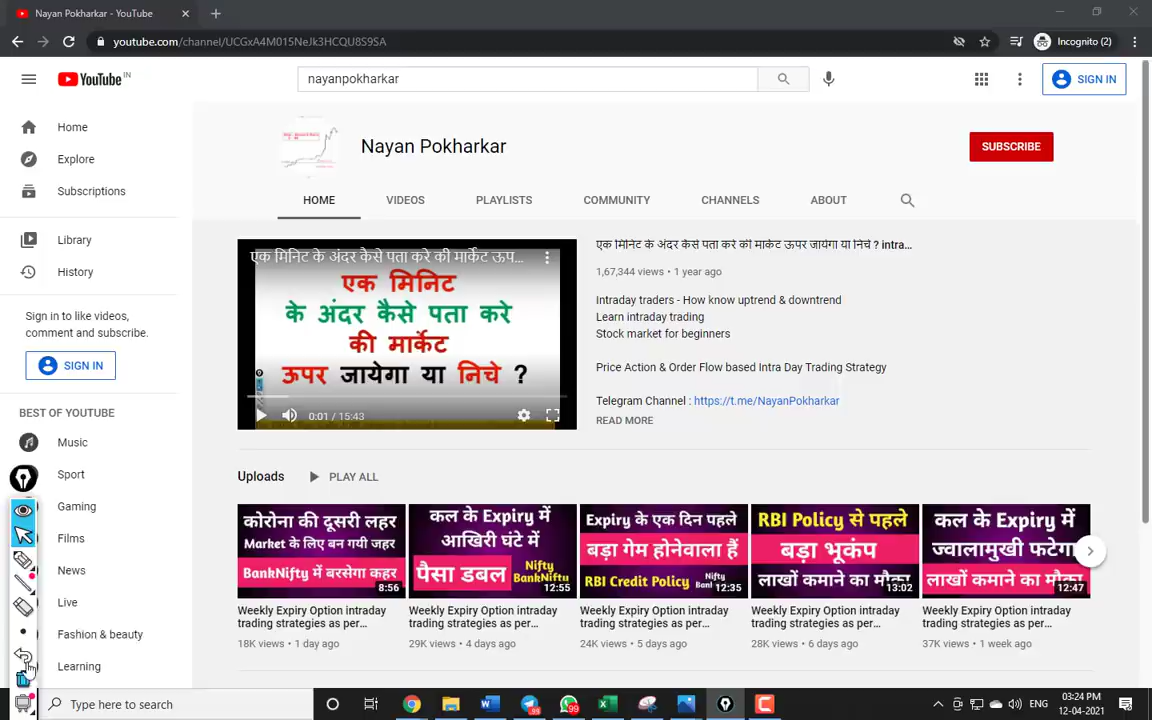 Nayan Pokharkar - YouTube
youtube.com/channel/UCGxA4M015NeJk3HCQU8S9SA
Incognito (2)
YouTube IN
nayanpokharkar
SIGN IN
Home
Explore
Subscriptions
Library
History
Sign in to like videos,
comment and subscribe.
SIGN IN
BEST OF YOUTUBE
Music
Sport
Gaming
Films
News
Live
Fashion & beauty
Learning
Nayan Pokharkar
SUBSCRIBE
HOME VIDEOS PLAYLISTS COMMUNITY CHANNELS ABOUT
एक मिनिट के अंदर कैसे पता करे की मार्केट ऊप...
एक मिनिट
के अंदर कैसे पता करे
की मार्केट
ऊपर जायेगा या निचे ?
0:01 / 15:43
एक मिनिट के अंदर कैसे पता करे की मार्केट ऊपर जायेगा या निचे ? intra...
1,67,344 views • 1 year ago
Intraday traders - How know uptrend & downtrend
Learn intraday trading
Stock market for beginners
Price Action & Order Flow based Intra Day Trading Strategy
Telegram Channel : https://t.me/NayanPokharkar
READ MORE
Uploads PLAY ALL
कोरोना की दूसरी लहर
Market के लिए बन गयी जहर
BankNifty में बरसेगा कहर
8:56
Weekly Expiry Option intraday
trading strategies as per...
18K views • 1 day ago
कल के Expiry में
आखिरी घंटे में
पैसा डबल Nifty
BankNiftu
12:55
Weekly Expiry Option intraday
trading strategies as per...
29K views • 4 days ago
Expiry के एक दिन पहले
बड़ा गेम होनेवाला हैं
RBI Credit Policy
12:35
Weekly Expiry Option intraday
trading strategies as per...
24K views • 5 days ago
RBI Policy से पहले
बड़ा भूकंप
लाखों कमाने का मौका
13:02
Weekly Expiry Option intraday
trading strategies as per...
28K views • 6 days ago
कल के Expiry में
ज्वालामुखी फटेगा
लाखों कमाने का मौका
12:47
Weekly Expiry Option intraday
trading strategies as per...
37K views • 1 week ago
Type here to search
99
99
ENG
03:24 PM
12-04-2021